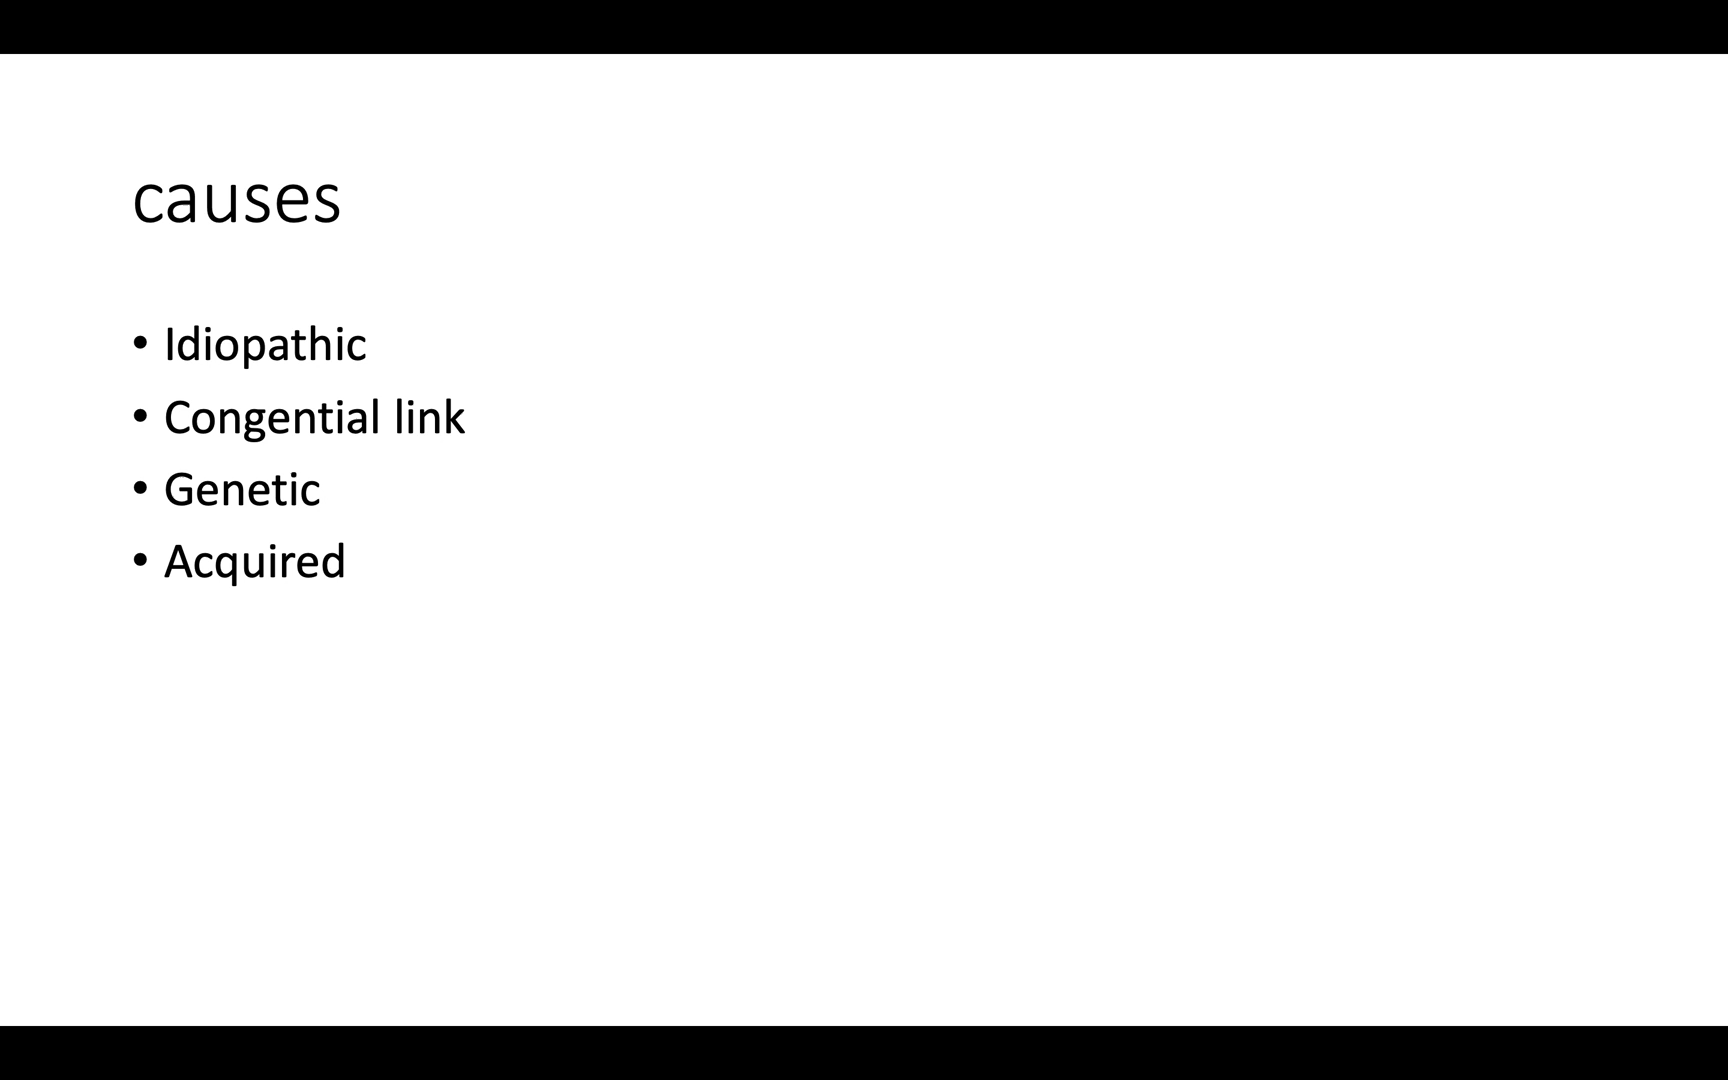 causes
• Idiopathic
• Congential link
• Genetic
• Acquired